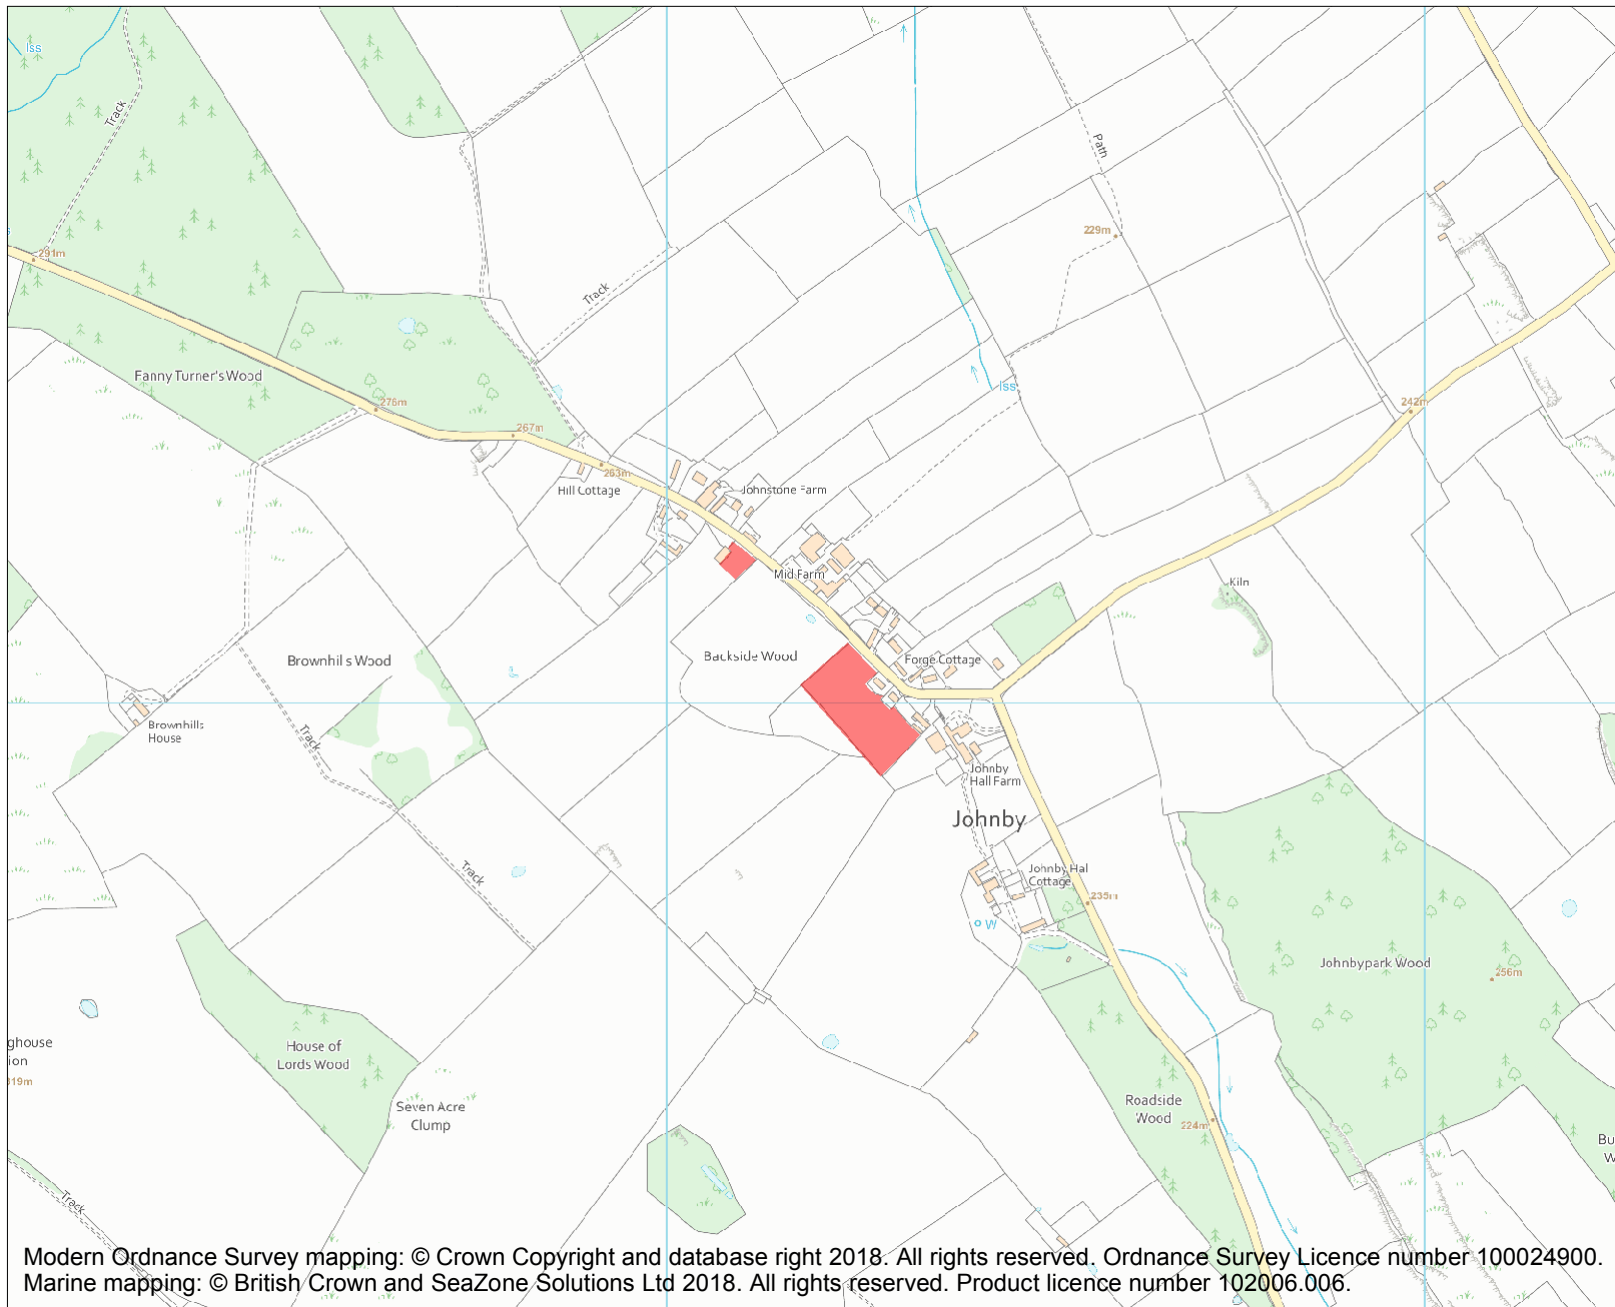 Iss
Track
Path
229m
291m
Track
Fanny Turner's Wood
276m
267m
263m
Hill Cottage
Johnstone Farm
Iss
242m
Mid Farm
Kiln
Backside Wood
Forge Cottage
Brownhil s Wood
Brownhills
House
Track
Johnby
Hall Farm
Johnby
Track
Johnby Hal
Cottage
235m
W
Johnbypark Wood
256m
ghouse
ion
319m
House of
Lords Wood
Seven Acre
Clump
Roadside
Wood
224m
Bu
W
Track
Modern Ordnance Survey mapping: © Crown Copyright and database right 2018. All rights reserved. Ordnance Survey Licence number 100024900.
Marine mapping: © British Crown and SeaZone Solutions Ltd 2018. All rights reserved. Product licence number 102006.006.